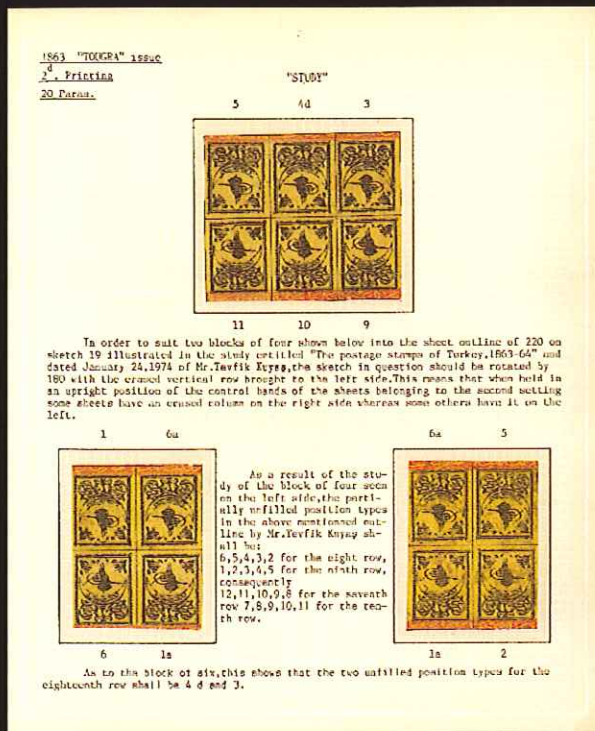 1863 "TOUGRA" issue
2d. Printing
20 Paras.
"STUDY"
5 4d 3
11 10 9
In order to suit two blocks of four shown below into the sheet outline of 220 on
sketch 19 illustrated in the study entitled "The postage stamps of Turkey,1863-64" and
dated January 24,1974 of Mr.Tevfik Kuyaş,the sketch in question should be rotated by
180 with the erased vertical row brought to the left side.This means that when held in
an upright position of the control bands of the sheets belonging to the second setting
some sheets have an erased column on the right side whereas some others have it on the
left.
1 6a
6 1a
As a result of the stu-
dy of the block of four seen
on the left side,the parti-
ally unfilled position types
in the above mentionned out-
line by Mr.Tevfik Kuyaş sh-
all be:
6,5,4,3,2 for the eight row,
1,2,3,4,5 for the ninth row,
consequently
12,11,10,9,8 for the seventh
row 7,8,9,10,11 for the ten-
th row.
6a 5
1a 2
As to the block of six,this shows that the two unfilled position types for the
eighteenth row shall be 4 d and 3.